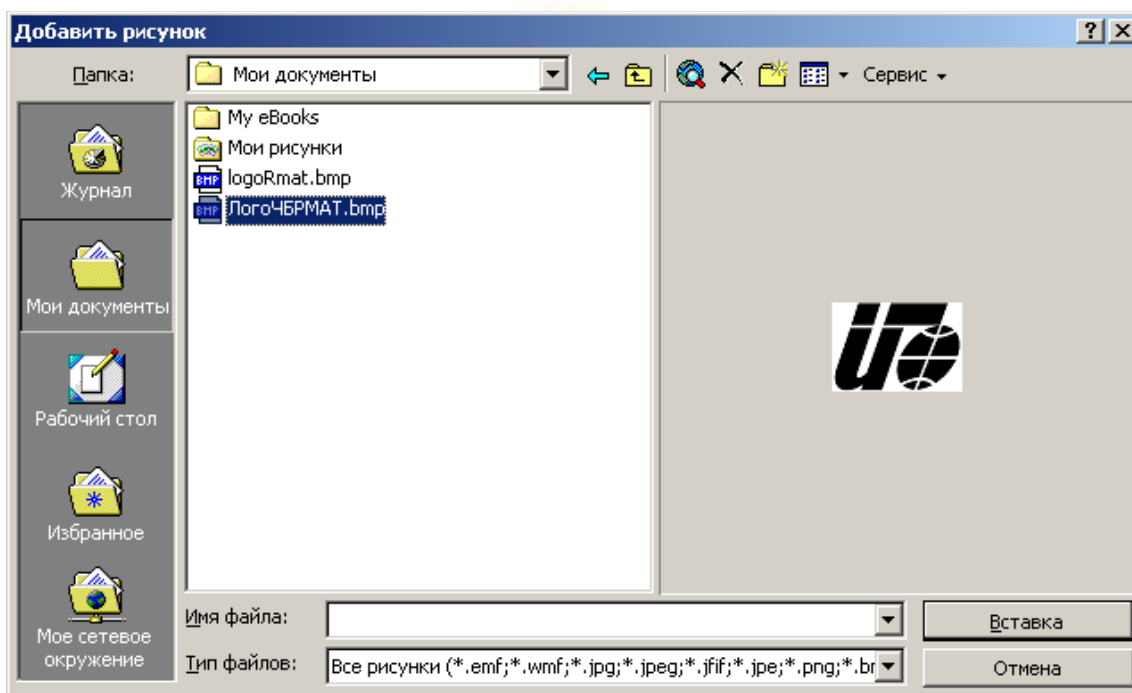 Добавить рисунок
Папка:
Мои документы
Сервис
Журнал
Мои документы
Рабочий стол
Избранное
Мое сетевое
окружение
My eBooks
Мои рисунки
BMP logoRmat.bmp
BMP ЛогоЧБРМАТ.bmp
Имя файла:
Вставка
Тип файлов:
Все рисунки (*.emf;*.wmf;*.jpg;*.jpeg;*.jfif;*.jpe;*.png;*.br
Отмена